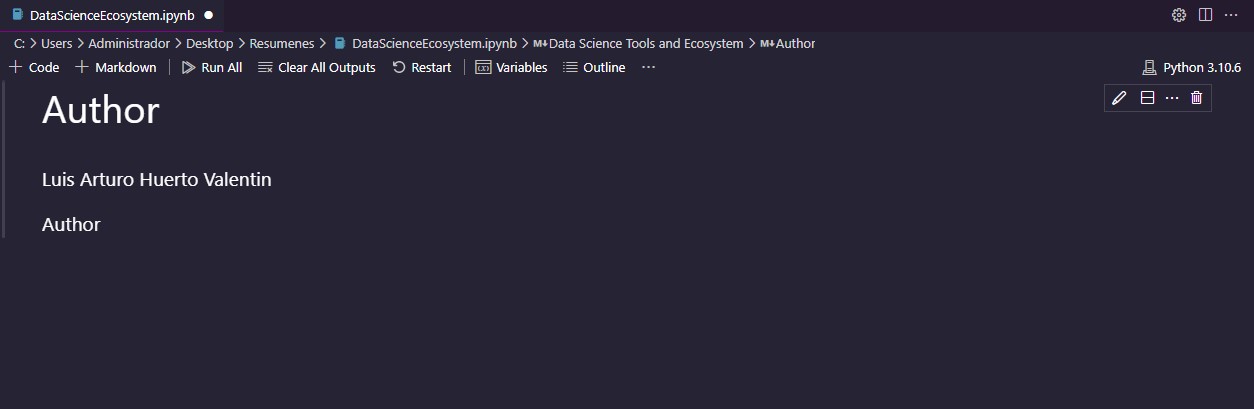 DataScienceEcosystem.ipynb
C: > Users > Administrador > Desktop > Resumenes > DataScienceEcosystem.ipynb > M↓Data Science Tools and Ecosystem > M↓Author
+ Code + Markdown | Run All Clear All Outputs Restart | (x) Variables Outline ··· Python 3.10.6
Author
Luis Arturo Huerto Valentin
Author